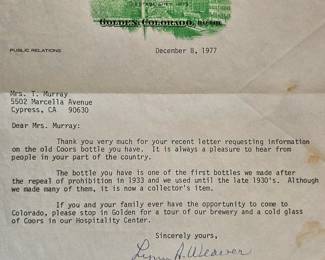 ESTABLISHED 1873
GOLDEN, COLORADO, 80401
PUBLIC RELATIONS
December 8, 1977
Mrs. T. Murray
5502 Marcella Avenue
Cypress, CA 90630
Dear Mrs. Murray:
Thank you very much for your recent letter requesting information
on the old Coors bottle you have. It is always a pleasure to hear from
people in your part of the country.
The bottle you have is one of the first bottles we made after
the repeal of prohibition in 1933 and we used until the late 1930's. Although
we made many of them, it is now a collector's item.
If you and your family ever have the opportunity to come to
Colorado, please stop in Golden for a tour of our brewery and a cold glass
of Coors in our Hospitality Center.
Sincerely yours,
Lynn A. Weaver